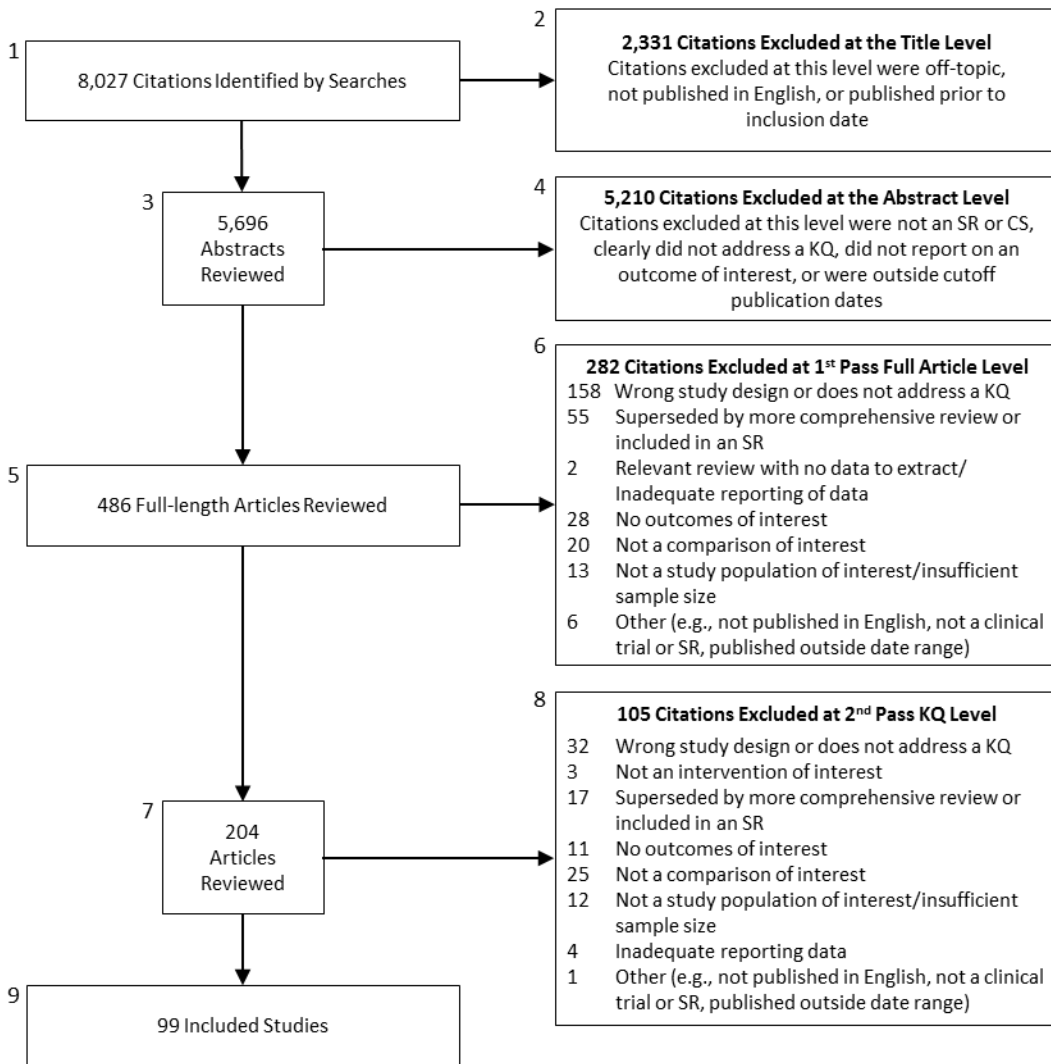 1
8,027 Citations Identified by Searches
2
2,331 Citations Excluded at the Title Level
Citations excluded at this level were off-topic,
not published in English, or published prior to
inclusion date
3
5,696
Abstracts
Reviewed
4
5,210 Citations Excluded at the Abstract Level
Citations excluded at this level were not an SR or CS,
clearly did not address a KQ, did not report on an
outcome of interest, or were outside cutoff
publication dates
5
486 Full-length Articles Reviewed
6
282 Citations Excluded at 1st Pass Full Article Level
158 Wrong study design or does not address a KQ
55 Superseded by more comprehensive review or
included in an SR
2 Relevant review with no data to extract/
Inadequate reporting of data
28 No outcomes of interest
20 Not a comparison of interest
13 Not a study population of interest/insufficient
sample size
6 Other (e.g., not published in English, not a clinical
trial or SR, published outside date range)
7
204
Articles
Reviewed
8
105 Citations Excluded at 2nd Pass KQ Level
32 Wrong study design or does not address a KQ
3 Not an intervention of interest
17 Superseded by more comprehensive review or
included in an SR
11 No outcomes of interest
25 Not a comparison of interest
12 Not a study population of interest/insufficient
sample size
4 Inadequate reporting data
1 Other (e.g., not published in English, not a clinical
trial or SR, published outside date range)
9
99 Included Studies